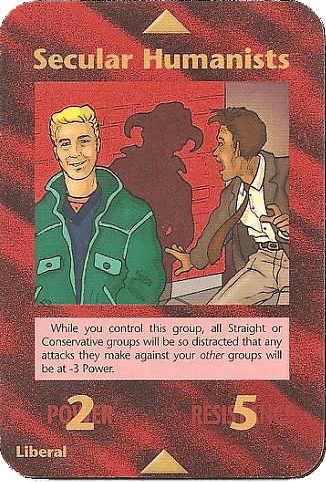 Secular Humanists
While you control this group, all Straight or
Conservative groups will be so distracted that any
attacks they make against your other groups will
be at -3 Power.
POWER 2 RESISTANCE 5
Liberal